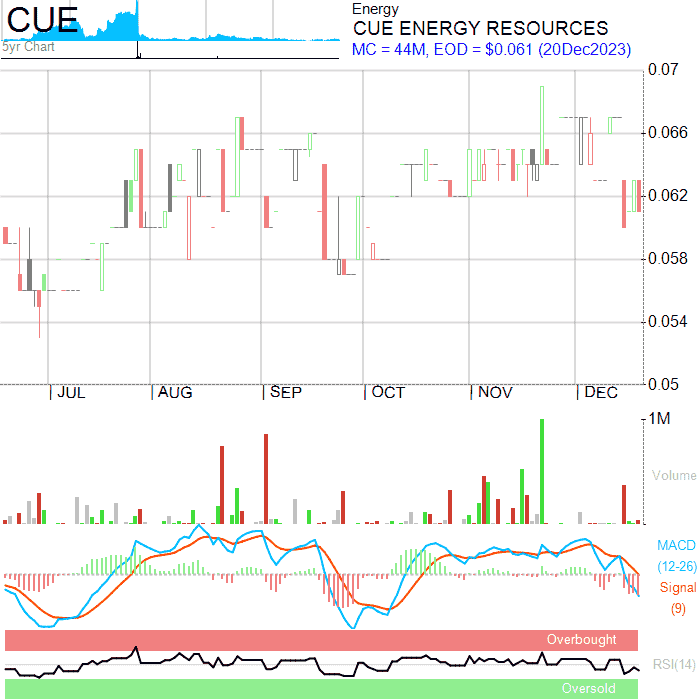 CUE
5yr Chart
Energy
CUE ENERGY RESOURCES
MC = 44M, EOD = $0.061 (20Dec2023)
0.07
0.066
0.062
0.058
0.054
0.05
JUL AUG SEP OCT NOV DEC
1M
Volume
MACD
(12-26)
Signal
(9)
Overbought
RSI(14)
Oversold